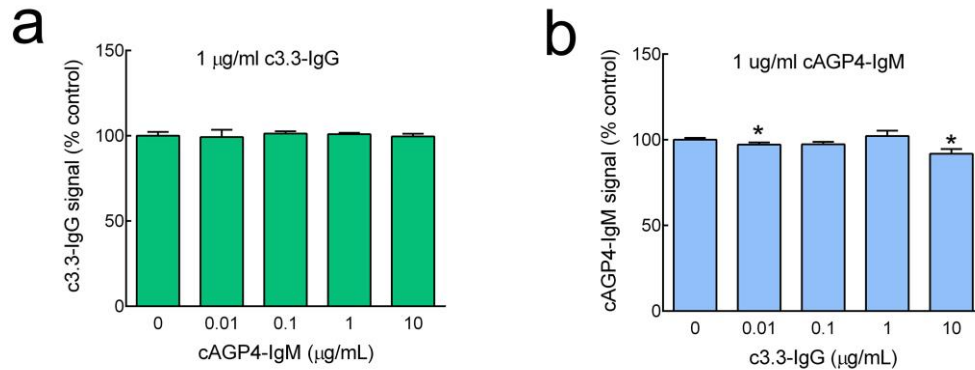 a
1 μg/ml c3.3-IgG
c3.3-IgG signal (% control)
150
100
50
0
0 0.01 0.1 1 10
cAGP4-IgM (μg/mL)
b
1 ug/ml cAGP4-IgM
cAGP4-IgM signal (% control)
150
100
50
0
* *
0 0.01 0.1 1 10
c3.3-IgG (μg/mL)